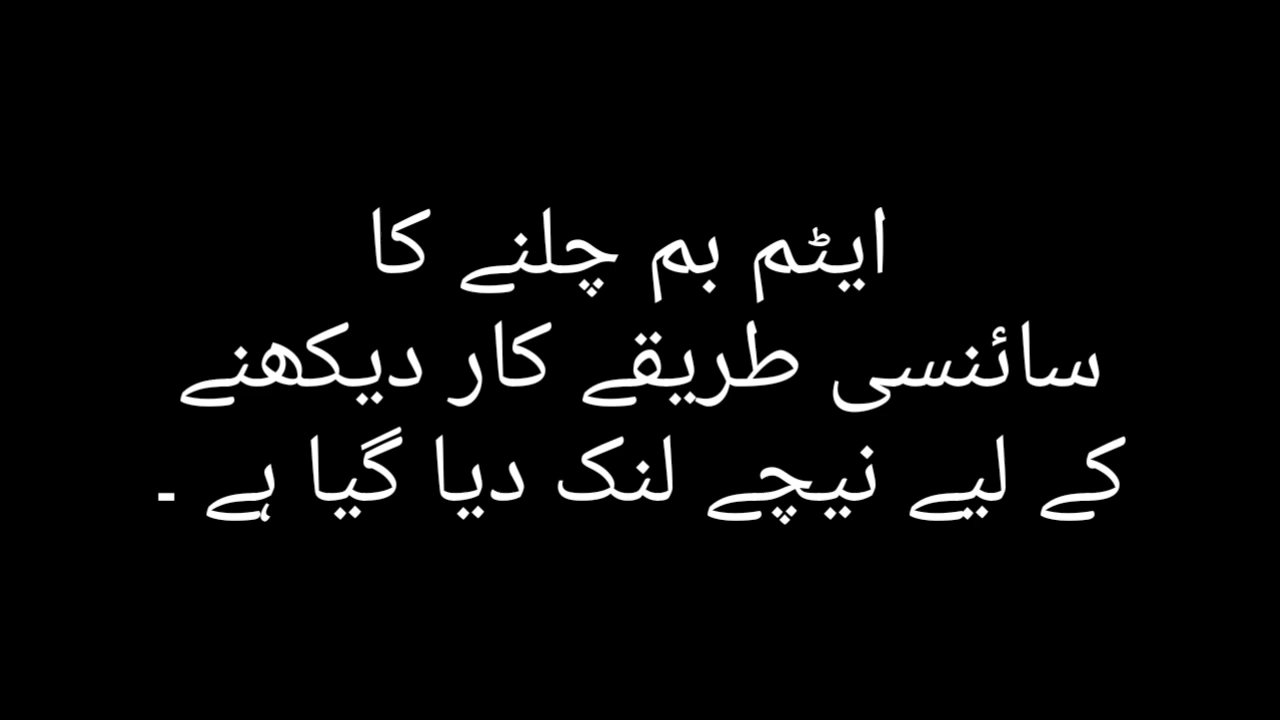 ایٹم بم چلنے کا
سائنسی طریقے کار دیکھنے
کے لیے نیچے لنک دیا گیا ہے ۔